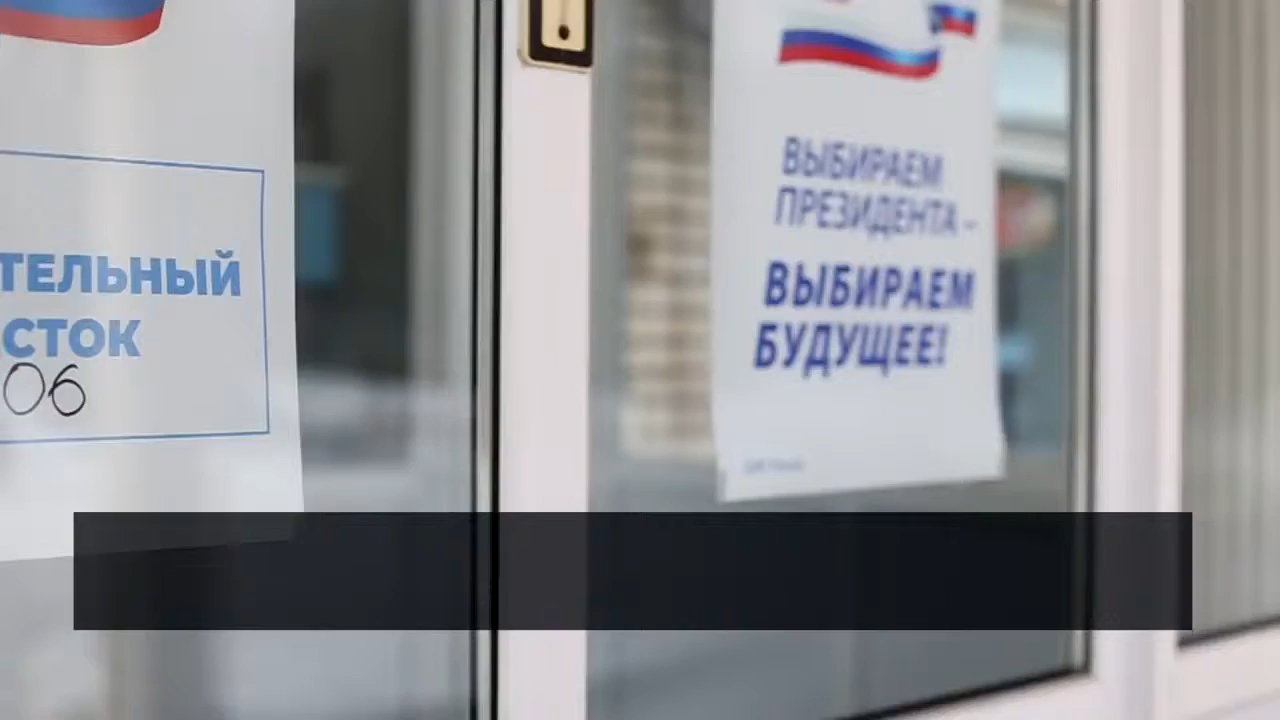 ТЕЛЬНЫЙ
СТОК
06
ВЫБИРАЕМ
ПРЕЗИДЕНТА –
ВЫБИРАЕМ
БУДУЩЕЕ!